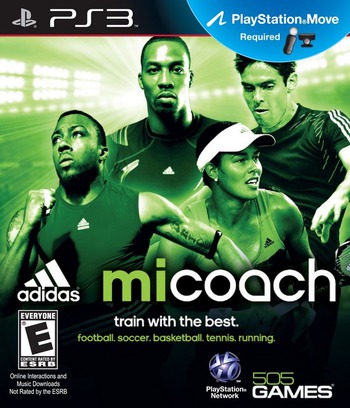 PS3
PlayStation®Move
Required
adidas
micoach
train with the best.
football. soccer. basketball. tennis. running.
EVERYONE
E
CONTENT RATED BY
ESRB
Online Interactions and
Music Downloads
Not Rated by the ESRB
PlayStation
Network
505
GAMES